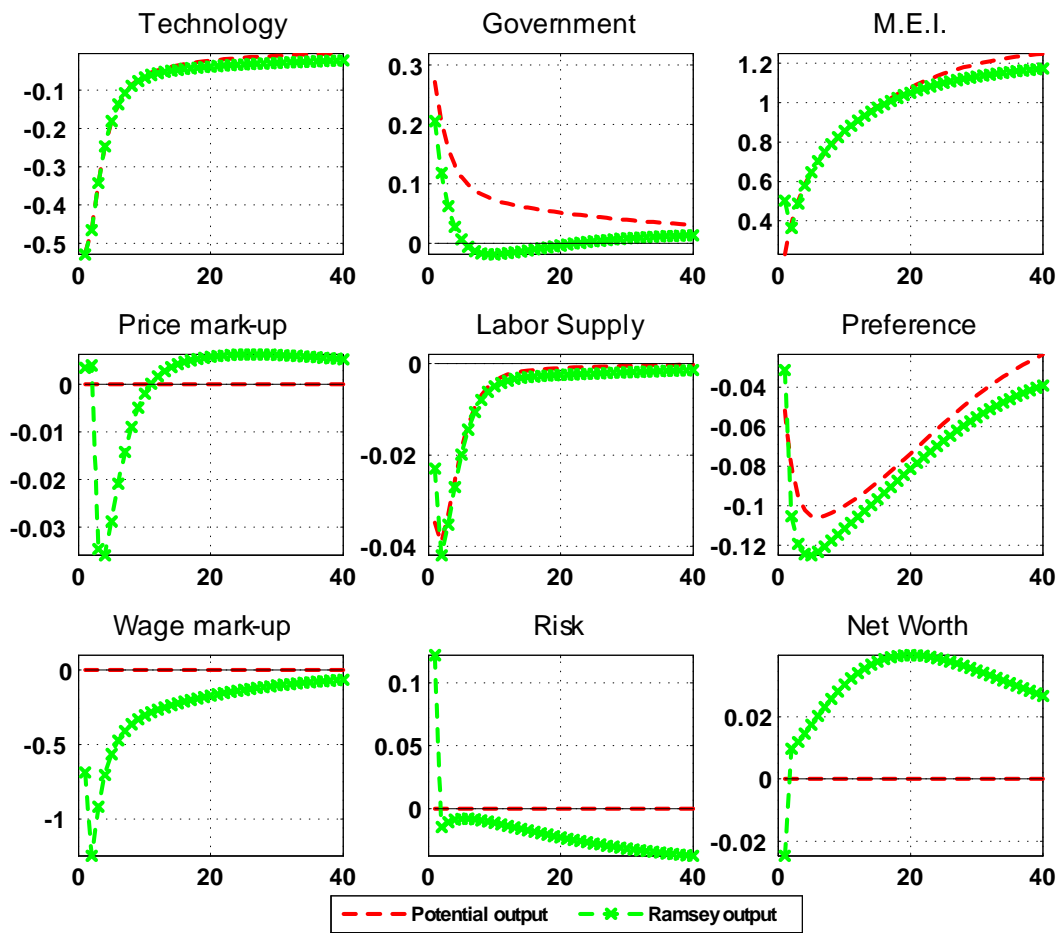 Technology Government M.E.I.
-0.1
-0.2
-0.3
-0.4
-0.5
0 20 40
0.3
0.2
0.1
0
0 20 40
1.2
1
0.8
0.6
0.4
0 20 40
Price mark-up Labor Supply Preference
0
-0.01
-0.02
-0.03
0 20 40
0
-0.02
-0.04
0 20 40
-0.04
-0.06
-0.08
-0.1
-0.12
0 20 40
Wage mark-up Risk Net Worth
0
-0.5
-1
0 20 40
0.1
0.05
0
0 20 40
0.02
0
-0.02
0 20 40
Potential output Ramsey output